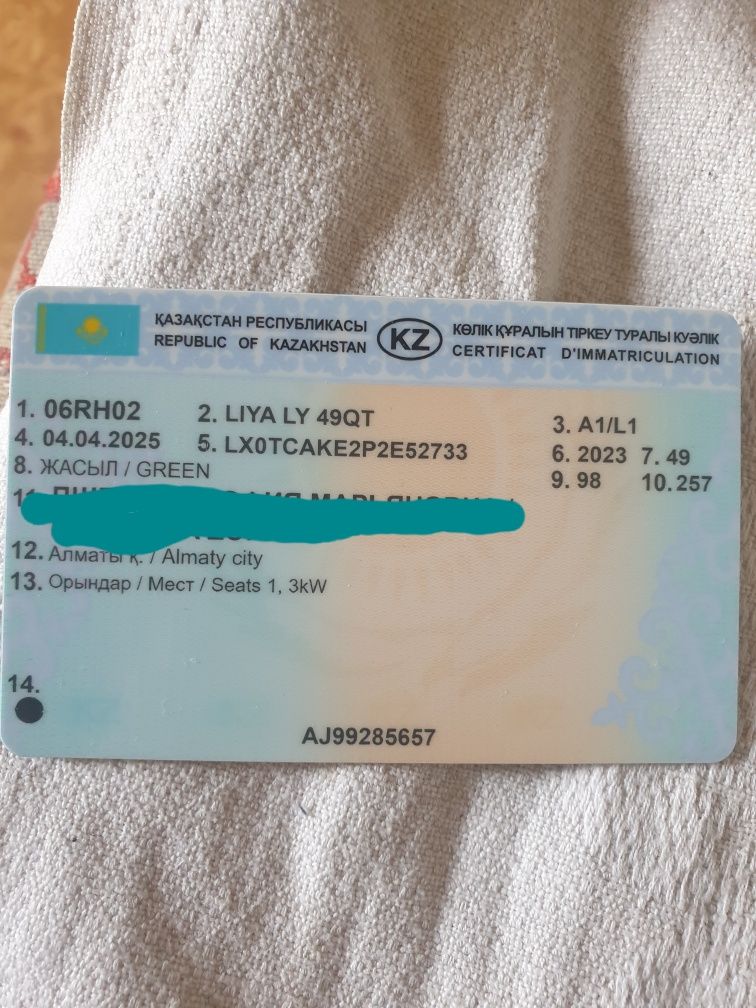 ҚАЗАҚСТАН РЕСПУБЛИКАСЫ
REPUBLIC OF KAZAKHSTAN
KZ
КӨЛІК ҚҰРАЛЫН ТІРКЕУ ТУРАЛЫ КУӘЛІК
CERTIFICAT D'IMMATRICULATION
1. 06RH02 2. LIYA LY 49QT 3. A1/L1
4. 04.04.2025 5. LX0TCAKE2P2E52733 6. 2023 7. 49
8. ЖАСЫЛ / GREEN 9. 98 10. 257
12. Алматы қ. / Almaty city
13. Орындар / Мест / Seats 1, 3kW
14.
AJ99285657